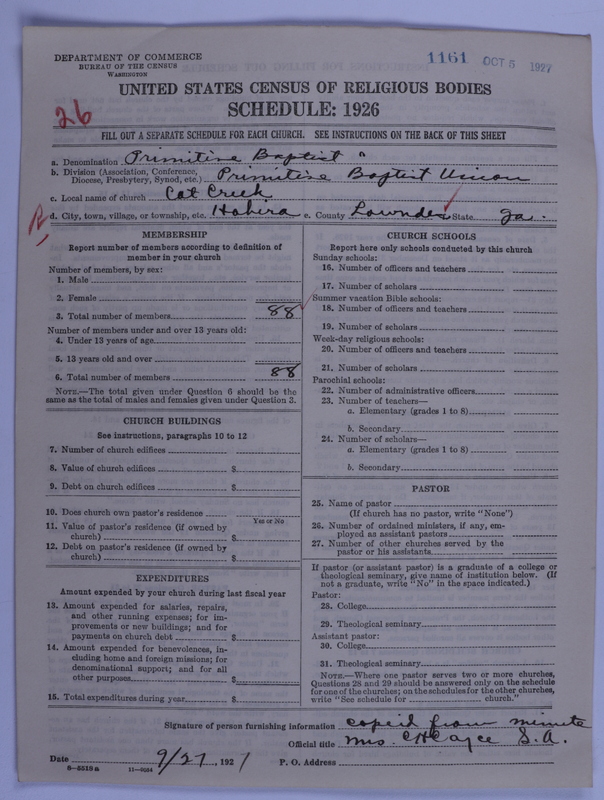 DEPARTMENT OF COMMERCE
BUREAU OF THE CENSUS
WASHINGTON
1161 OCT 5 1927
UNITED STATES CENSUS OF RELIGIOUS BODIES
SCHEDULE: 1926
26
FILL OUT A SEPARATE SCHEDULE FOR EACH CHURCH. SEE INSTRUCTIONS ON THE BACK OF THIS SHEET
a. Denomination Primitive Baptist "
b. Division (Association, Conference, Diocese, Presbytery, Synod, etc.) Primitive Baptist Union
c. Local name of church Cat Creek
R d. City, town, village, or township, etc. Hahira e. County Lowndes State Ga.
MEMBERSHIP
Report number of members according to definition of
member in your church
Number of members, by sex:
1. Male
2. Female
3. Total number of members 88
Number of members under and over 13 years old:
4. Under 13 years of age
5. 13 years old and over
6. Total number of members 88
NOTE.—The total given under Question 6 should be the
same as the total of males and females given under Question 3.
CHURCH BUILDINGS
See instructions, paragraphs 10 to 12
7. Number of church edifices
8. Value of church edifices $
9. Debt on church edifices $
10. Does church own pastor's residence
Yes or No
11. Value of pastor's residence (if owned by
church) $
12. Debt on pastor's residence (if owned by
church) $
EXPENDITURES
Amount expended by your church during last fiscal year
13. Amount expended for salaries, repairs,
and other running expenses; for im-
provements or new buildings; and for
payments on church debt $
14. Amount expended for benevolences, in-
cluding home and foreign missions; for
denominational support; and for all
other purposes $
15. Total expenditures during year $
CHURCH SCHOOLS
Report here only schools conducted by this church
Sunday schools:
16. Number of officers and teachers
17. Number of scholars
Summer vacation Bible schools:
18. Number of officers and teachers
19. Number of scholars
Week-day religious schools:
20. Number of officers and teachers
21. Number of scholars
Parochial schools:
22. Number of administrative officers
23. Number of teachers—
a. Elementary (grades 1 to 8)
b. Secondary
24. Number of scholars—
a. Elementary (grades 1 to 8)
b. Secondary
PASTOR
25. Name of pastor
(If church has no pastor, write "None")
26. Number of ordained ministers, if any, em-
ployed as assistant pastors
27. Number of other churches served by the
pastor or his assistants
If pastor (or assistant pastor) is a graduate of a college or
theological seminary, give name of institution below. (If
not a graduate, write "No" in the space indicated.)
Pastor:
28. College
29. Theological seminary
Assistant pastor:
30. College
31. Theological seminary
NOTE.—Where one pastor serves two or more churches,
Questions 28 and 29 should be answered only on the schedule
for one of the churches; on the schedules for the other churches,
write "See schedule for church."
Signature of person furnishing information copeid from minute
Official title Mrs. C H Cayce S. A.
Date 9/27, 1927 P. O. Address
8-5318a 11-9034